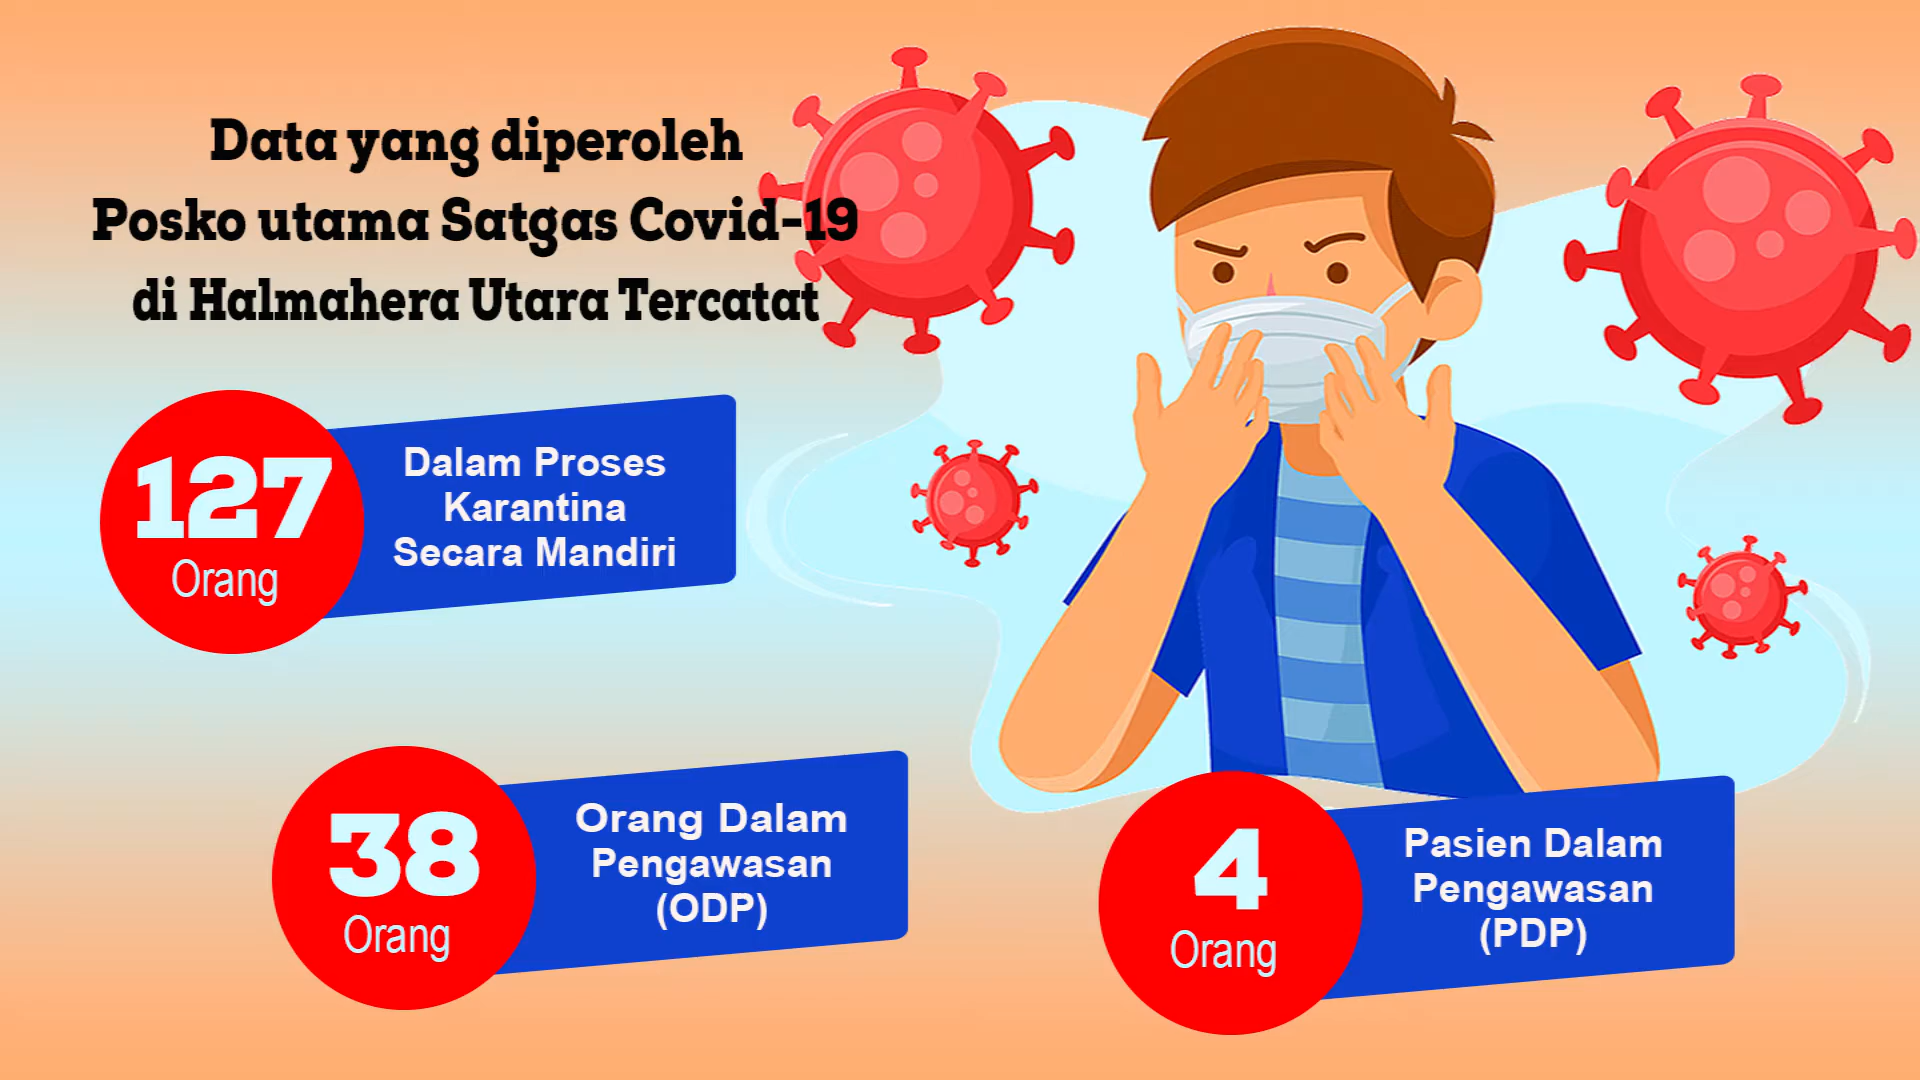 Data yang diperoleh
Posko utama Satgas Covid-19
di Halmahera Utara Tercatat
127
Orang
Dalam Proses
Karantina
Secara Mandiri
38
Orang
Orang Dalam
Pengawasan
(ODP)
4
Orang
Pasien Dalam
Pengawasan
(PDP)